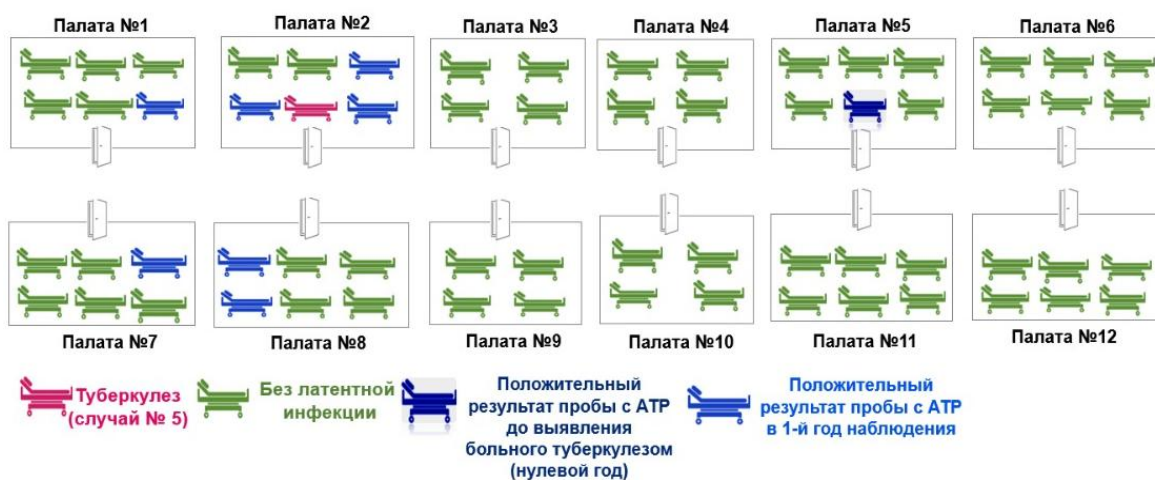 Палата №1
Палата №2
Палата №3
Палата №4
Палата №5
Палата №6
Палата №7
Палата №8
Палата №9
Палата №10
Палата №11
Палата №12
Туберкулез
(случай № 5)
Без латентной
инфекции
Положительный
результат пробы с АТР
до выявления
больного туберкулезом
(нулевой год)
Положительный
результат пробы с АТР
в 1-й год наблюдения